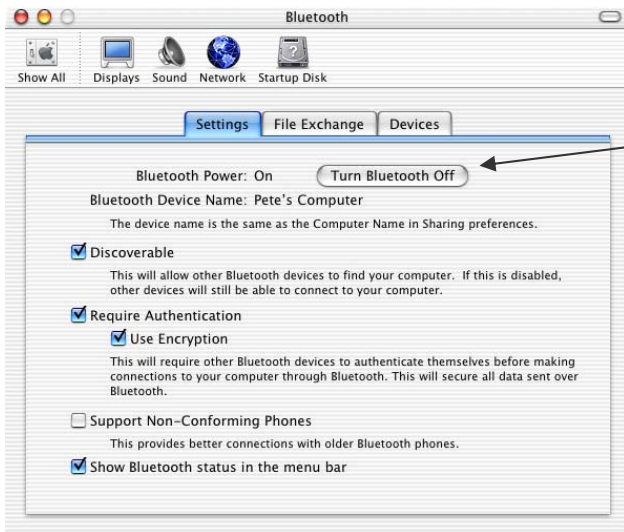 Bluetooth
Show All Displays Sound Network Startup Disk
Settings File Exchange Devices
Bluetooth Power: On Turn Bluetooth Off
Bluetooth Device Name: Pete's Computer
The device name is the same as the Computer Name in Sharing preferences.
Discoverable
This will allow other Bluetooth devices to find your computer. If this is disabled,
other devices will still be able to connect to your computer.
Require Authentication
Use Encryption
This will require other Bluetooth devices to authenticate themselves before making
connections to your computer through Bluetooth. This will secure all data sent over
Bluetooth.
Support Non-Conforming Phones
This provides better connections with older Bluetooth phones.
Show Bluetooth status in the menu bar